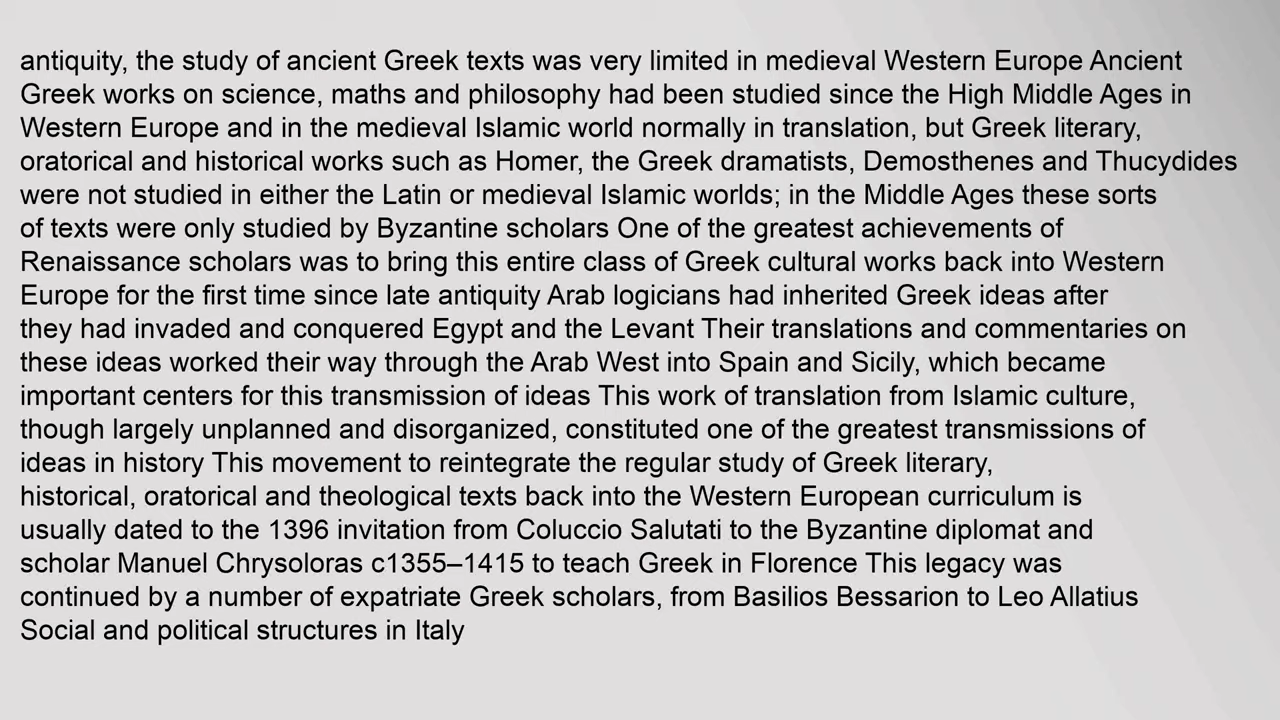 antiquity, the study of ancient Greek texts was very limited in medieval Western Europe Ancient
Greek works on science, maths and philosophy had been studied since the High Middle Ages in
Western Europe and in the medieval Islamic world normally in translation, but Greek literary,
oratorical and historical works such as Homer, the Greek dramatists, Demosthenes and Thucydides
were not studied in either the Latin or medieval Islamic worlds; in the Middle Ages these sorts
of texts were only studied by Byzantine scholars One of the greatest achievements of
Renaissance scholars was to bring this entire class of Greek cultural works back into Western
Europe for the first time since late antiquity Arab logicians had inherited Greek ideas after
they had invaded and conquered Egypt and the Levant Their translations and commentaries on
these ideas worked their way through the Arab West into Spain and Sicily, which became
important centers for this transmission of ideas This work of translation from Islamic culture,
though largely unplanned and disorganized, constituted one of the greatest transmissions of
ideas in history This movement to reintegrate the regular study of Greek literary,
historical, oratorical and theological texts back into the Western European curriculum is
usually dated to the 1396 invitation from Coluccio Salutati to the Byzantine diplomat and
scholar Manuel Chrysoloras c1355–1415 to teach Greek in Florence This legacy was
continued by a number of expatriate Greek scholars, from Basilios Bessarion to Leo Allatius
Social and political structures in Italy